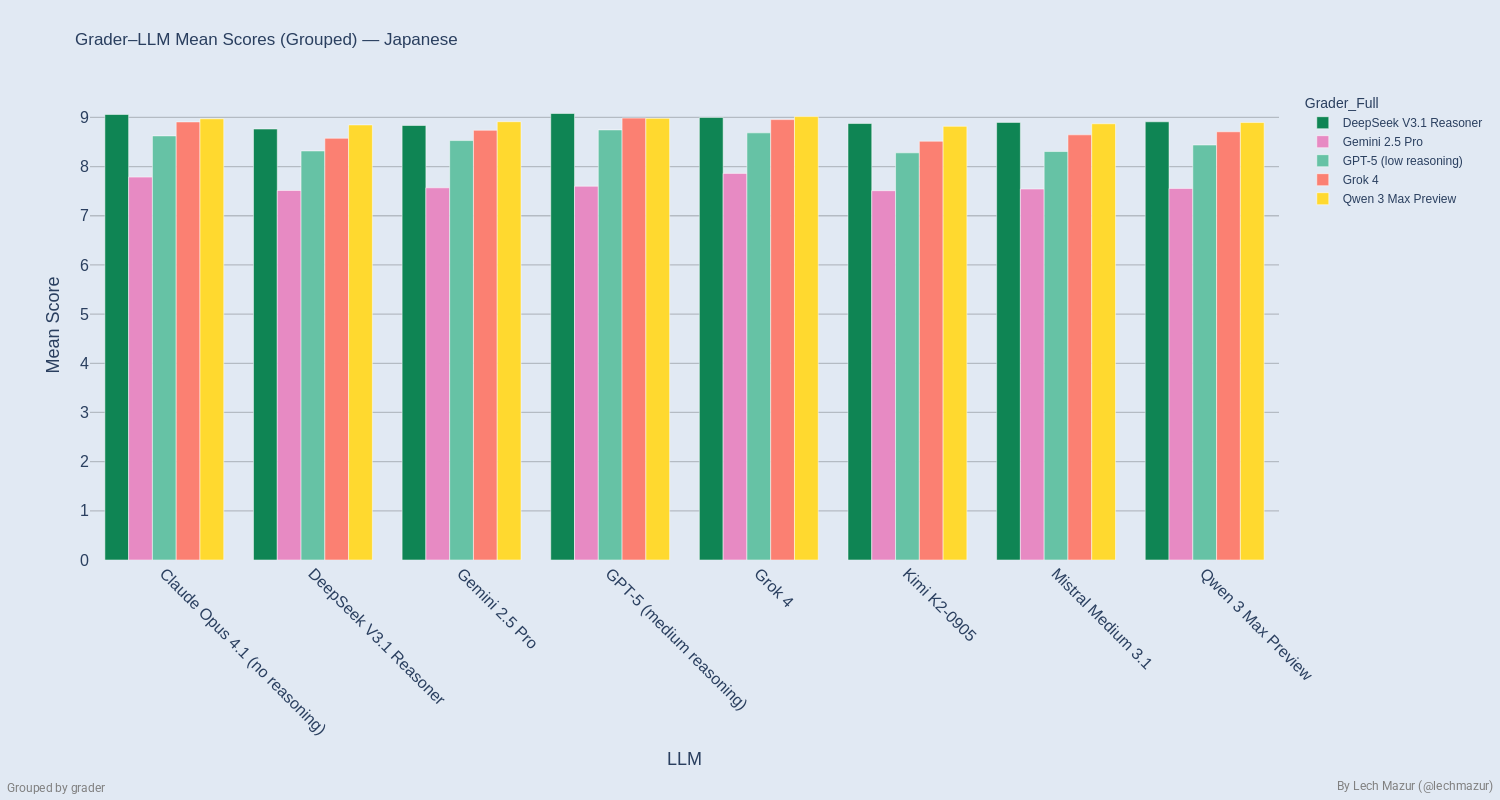 Grader–LLM Mean Scores (Grouped) — Japanese
Grader_Full
DeepSeek V3.1 Reasoner
Gemini 2.5 Pro
GPT-5 (low reasoning)
Grok 4
Qwen 3 Max Preview
Mean Score
9
8
7
6
5
4
3
2
1
0
Claude Opus 4.1 (no reasoning)
DeepSeek V3.1 Reasoner
Gemini 2.5 Pro
GPT-5 (medium reasoning)
Grok 4
Kimi K2-0905
Mistral Medium 3.1
Qwen 3 Max Preview
LLM
Grouped by grader
By Lech Mazur (@lechmazur)